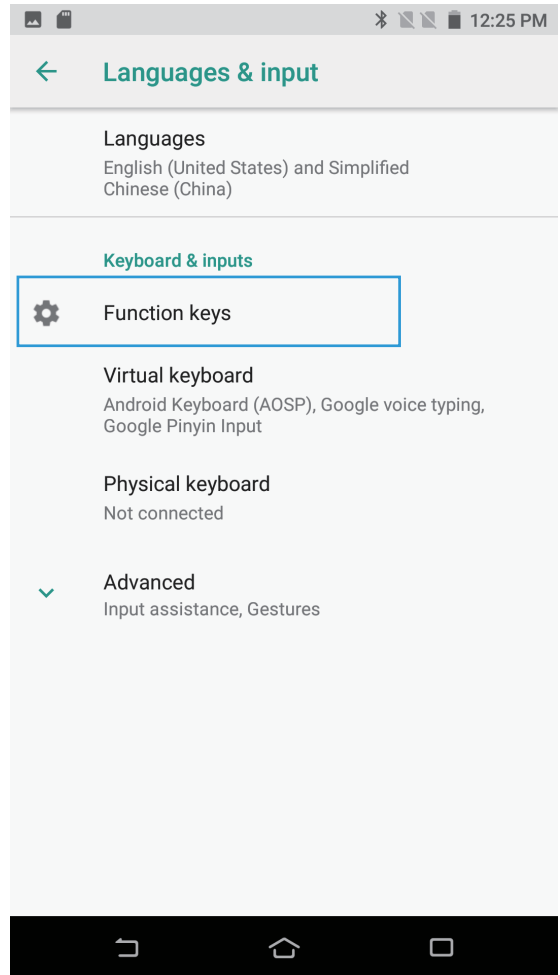 12:25 PM
Languages & input
Languages
English (United States) and Simplified
Chinese (China)
Keyboard & inputs
Function keys
Virtual keyboard
Android Keyboard (AOSP), Google voice typing,
Google Pinyin Input
Physical keyboard
Not connected
Advanced
Input assistance, Gestures